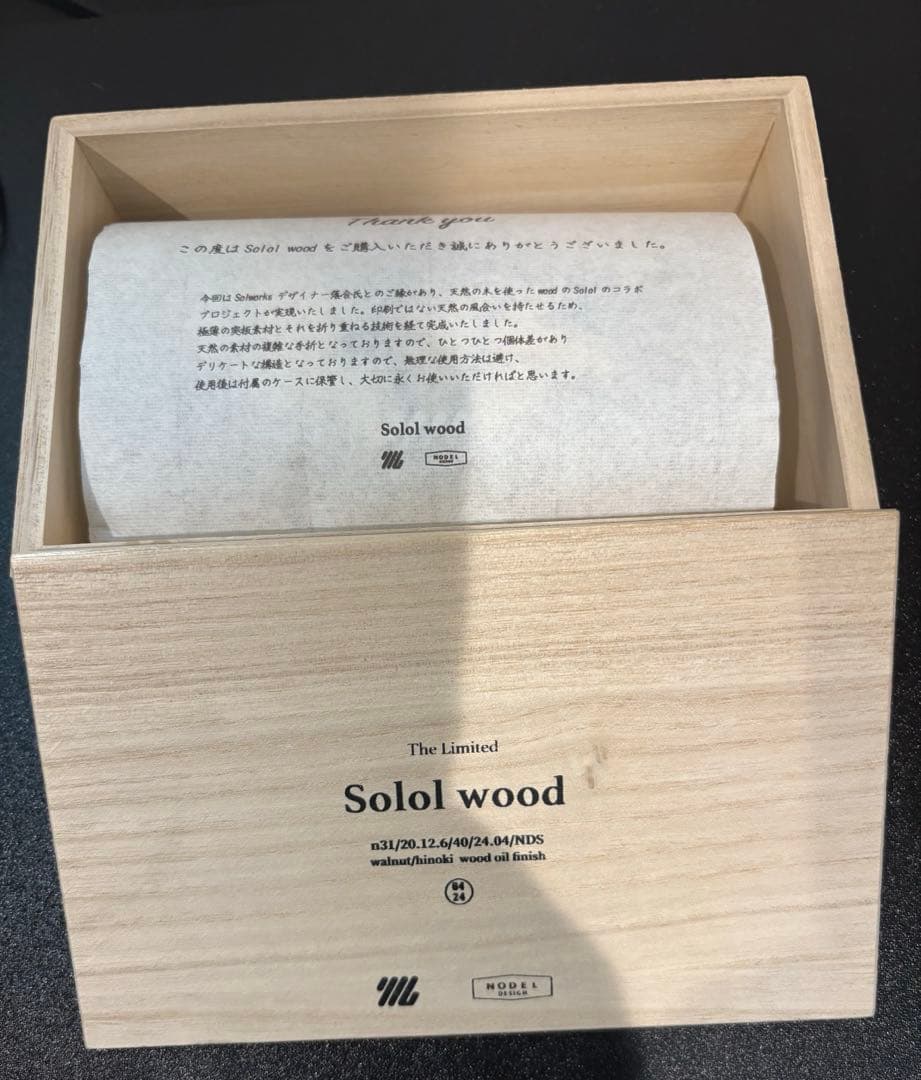 Thank you
この度は Solol wood をご購入いただき誠にありがとうございました。
今回は Solworks デザイナー落合氏とのご縁があり、天然の木を使った wood の Solol のコラボ
プロジェクトが実現いたしました。印刷ではない天然の風合いを持たせるため、
極薄の突板素材とそれを折り重ねる技術を経て完成いたしました。
天然の素材の複雑な手折となっておりますので、ひとつひとつ個体差があり
デリケートな構造となっておりますので、無理な使用方法は避け、
使用後は付属のケースに保管し、大切に永くお使いいただければと思います。
Solol wood
NODEL
DESIGN
The Limited
Solol wood
n31/20.12.6/40/24.04/NDS
walnut/hinoki wood oil finish
04
24
NODEL
DESIGN